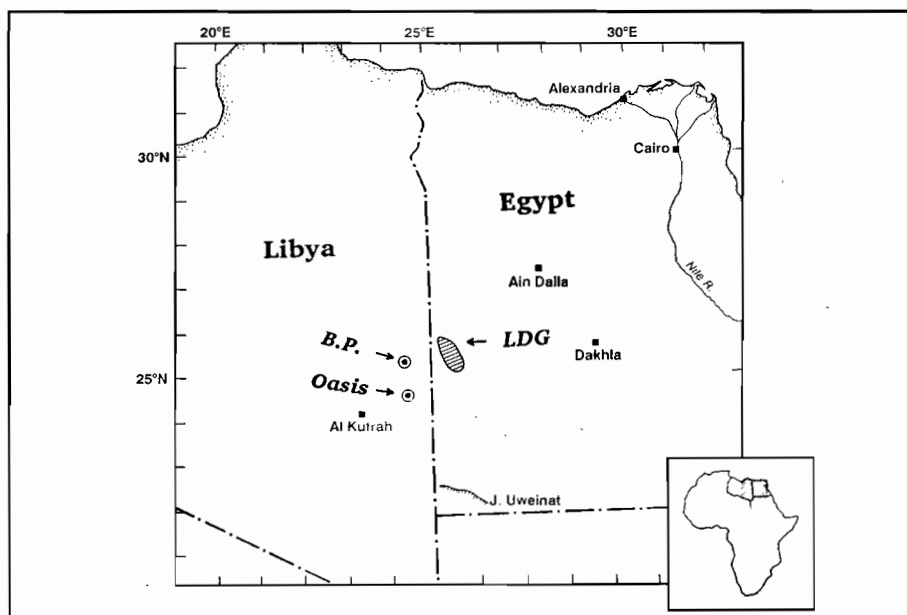 20°E 25°E 30°E
Alexandria
30°N
Cairo
Egypt
Libya
Nile R.
Ain Dalla
B.P.
LDG
Dakhla
25°N
Oasis
Al Kufrah
J. Uweinat